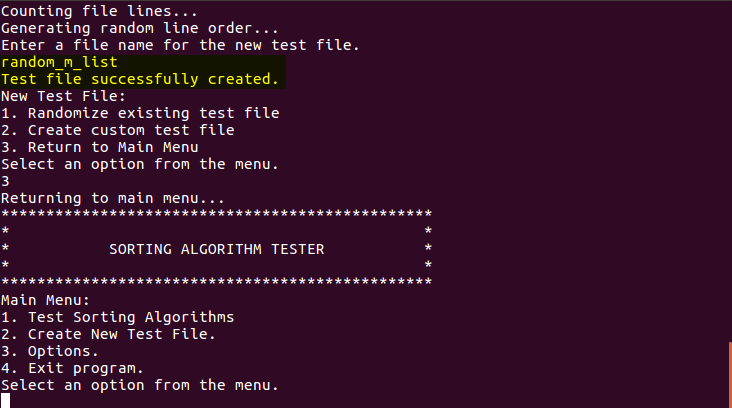 Counting file lines...
Generating random line order...
Enter a file name for the new test file.
random_m_list
Test file successfully created.
New Test File:
1. Randomize existing test file
2. Create custom test file
3. Return to Main Menu
Select an option from the menu.
3
Returning to main menu...
************************************************
*                                              *
*           SORTING ALGORITHM TESTER           *
*                                              *
************************************************
Main Menu:
1. Test Sorting Algorithms
2. Create New Test File.
3. Options.
4. Exit program.
Select an option from the menu.